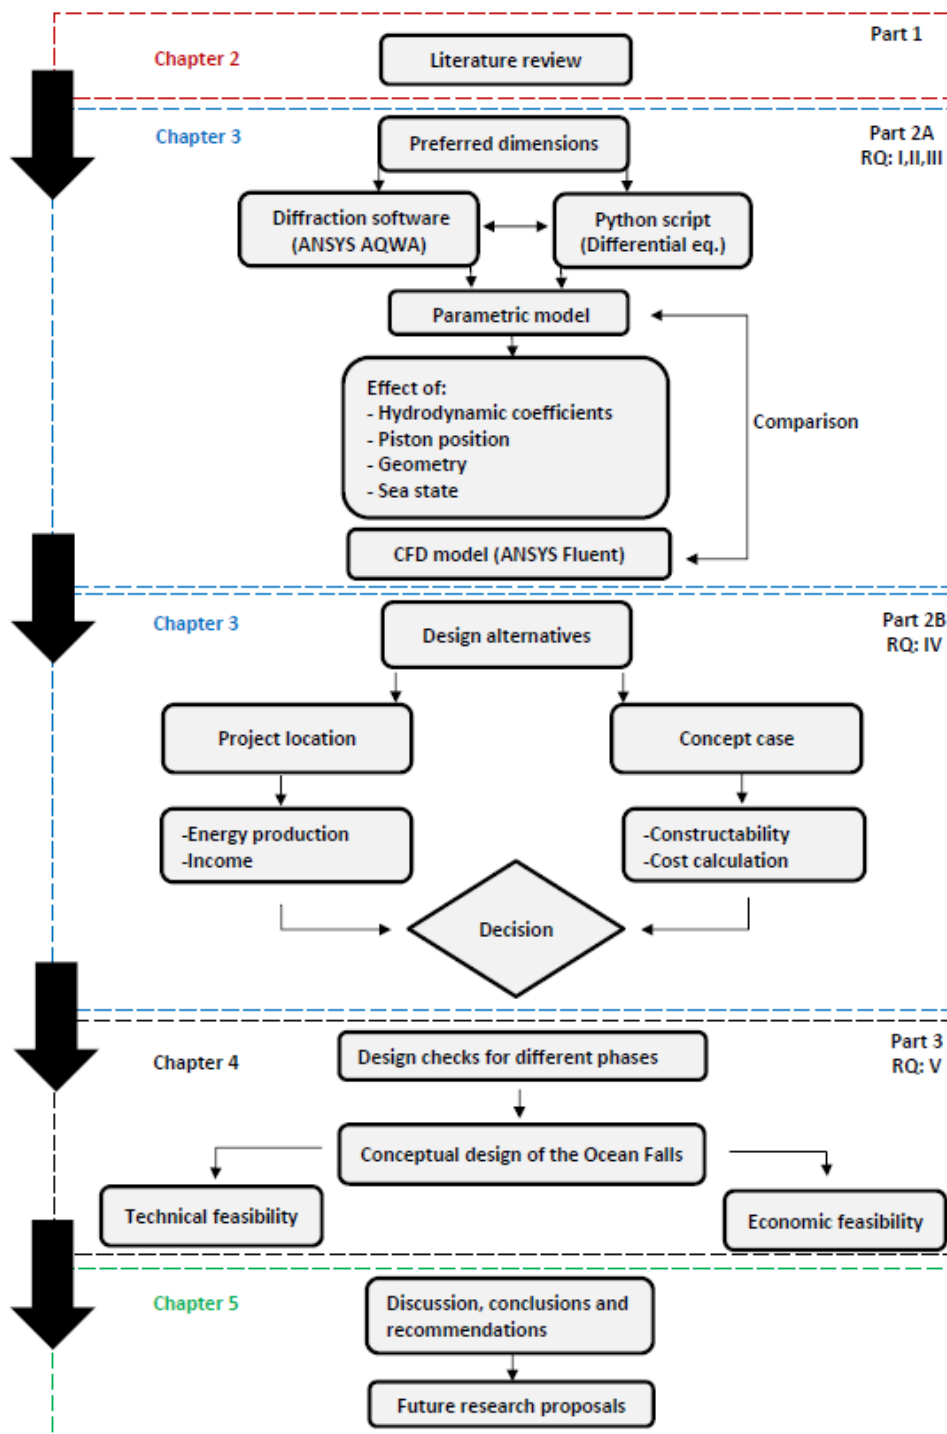 Part 1
Chapter 2
Literature review
Chapter 3
Part 2A
RQ: I,II,III
Preferred dimensions
Diffraction software
(ANSYS AQWA)
Python script
(Differential eq.)
Parametric model
Effect of:
- Hydrodynamic coefficients
- Piston position
- Geometry
- Sea state
Comparison
CFD model (ANSYS Fluent)
Chapter 3
Part 2B
RQ: IV
Design alternatives
Project location
Concept case
-Energy production
-Income
-Constructability
-Cost calculation
Decision
Part 3
RQ: V
Chapter 4
Design checks for different phases
Conceptual design of the Ocean Falls
Technical feasibility
Economic feasibility
Chapter 5
Discussion, conclusions and
recommendations
Future research proposals